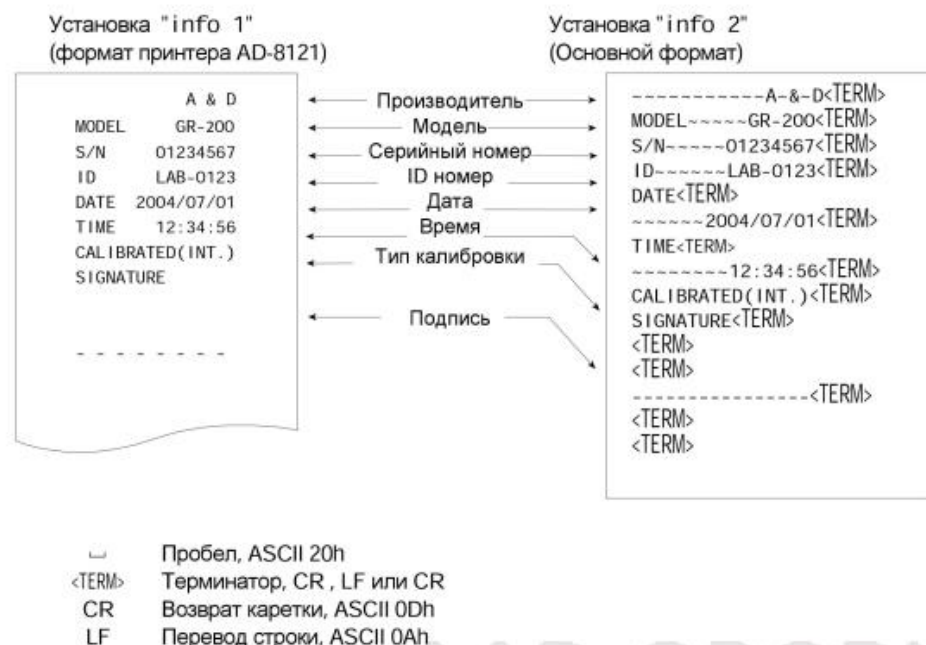 Установка "info 1"
(формат принтера AD-8121)
A & D
MODEL GR-200
S/N 01234567
ID LAB-0123
DATE 2004/07/01
TIME 12:34:56
CALIBRATED(INT.)
SIGNATURE
- - - - - - - -
Производитель
Модель
Серийный номер
ID номер
Дата
Время
Тип калибровки
Подпись
Установка "info 2"
(Основной формат)
~~~~~~~~~~~A~&~D<TERM>
MODEL~~~~~GR-200<TERM>
S/N~~~~~01234567<TERM>
ID~~~~~~LAB-0123<TERM>
DATE<TERM>
~~~~~~2004/07/01<TERM>
TIME<TERM>
~~~~~~~~12:34:56<TERM>
CALIBRATED(INT.)<TERM>
SIGNATURE<TERM>
<TERM>
<TERM>
----------------<TERM>
<TERM>
<TERM>
⎵ Пробел, ASCII 20h
<TERM> Терминатор, CR , LF или CR
CR Возврат каретки, ASCII 0Dh
LF Перевод строки, ASCII 0Ah